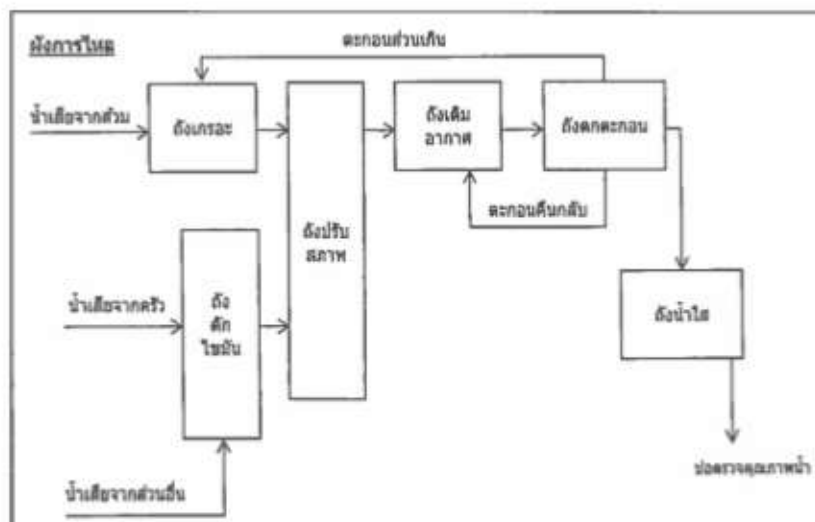 ผังการไหล
ตะกอนส่วนเกิน
น้ำเสียจากส้วม
ถังเกรอะ
ถังเติม
อากาศ
ถังตกตะกอน
ตะกอนคืนกลับ
ถังปรับ
สภาพ
น้ำเสียจากครัว
ถัง
ดัก
ไขมัน
ถังน้ำใส
น้ำเสียจากส่วนอื่น
บ่อตรวจคุณภาพน้ำ